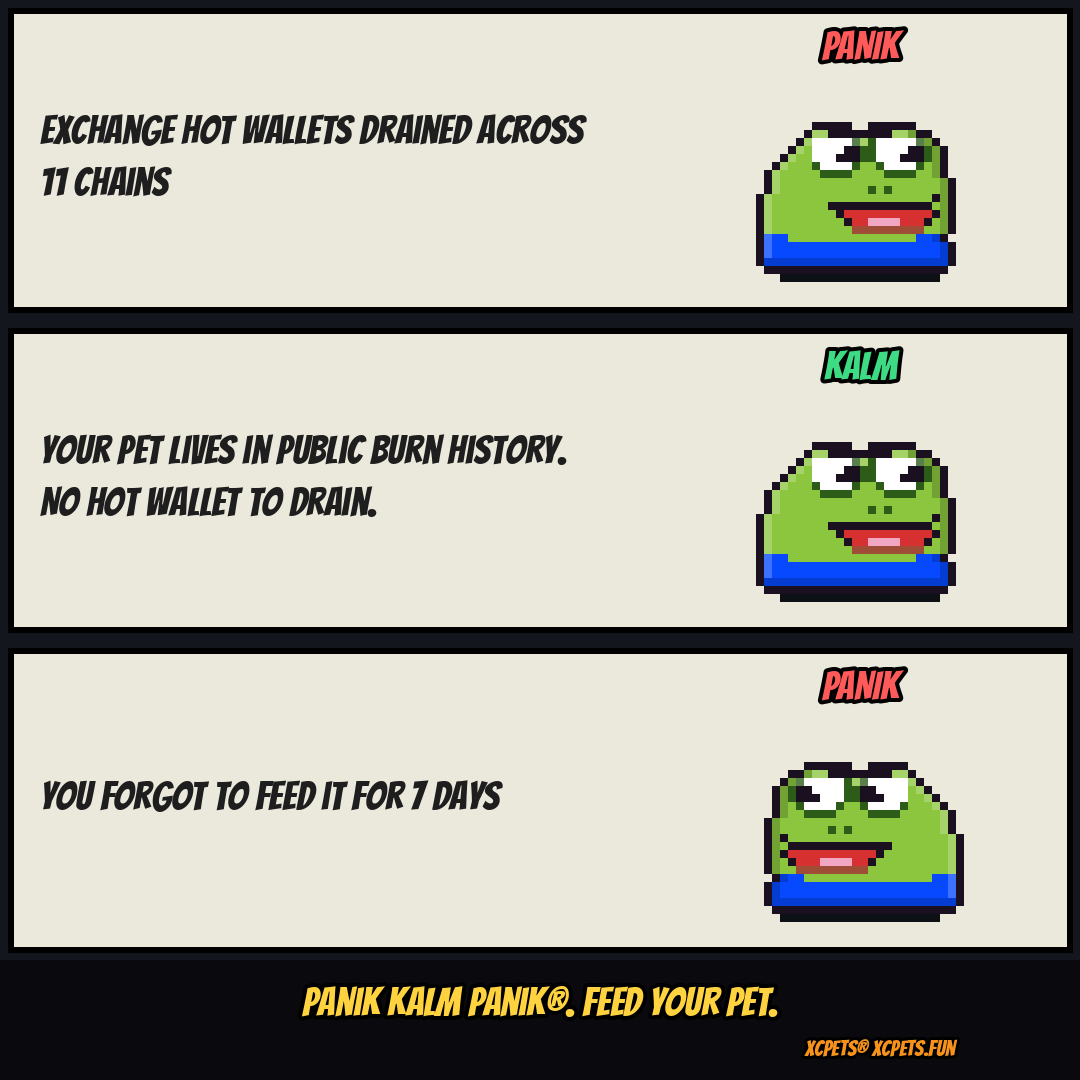 PANIK
EXCHANGE HOT WALLETS DRAINED ACROSS
11 CHAINS
KALM
YOUR PET LIVES IN PUBLIC BURN HISTORY.
NO HOT WALLET TO DRAIN.
PANIK
YOU FORGOT TO FEED IT FOR 7 DAYS
PANIK KALM PANIK®. FEED YOUR PET.
XCPETS® XCPETS.FUN